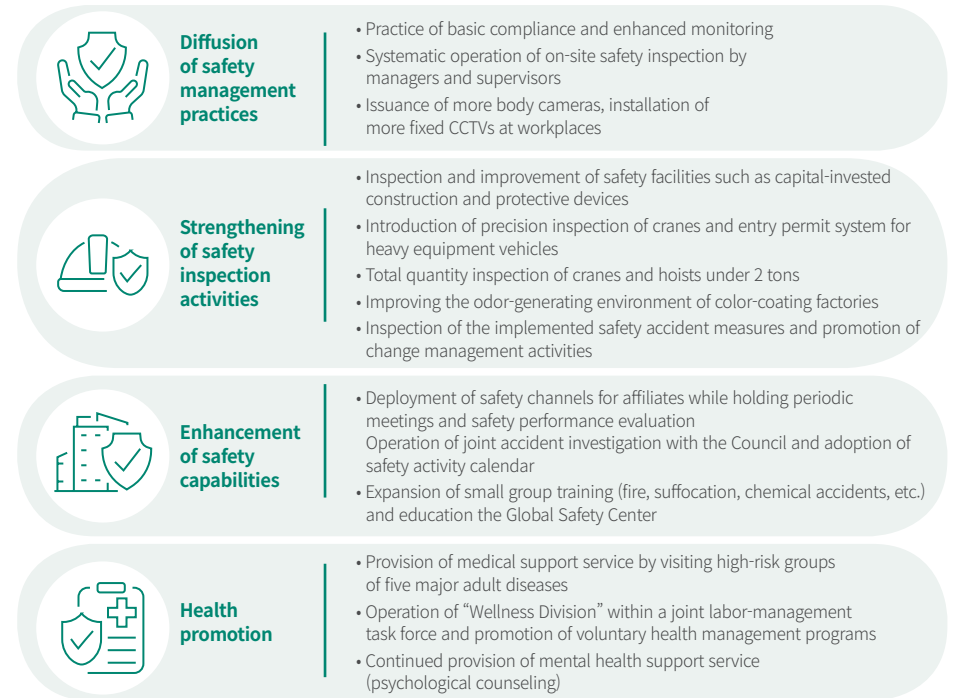 Diffusion
of safety
management
practices
• Practice of basic compliance and enhanced monitoring
• Systematic operation of on-site safety inspection by
managers and supervisors
• Issuance of more body cameras, installation of
more fixed CCTVs at workplaces
Strengthening
of safety
inspection
activities
• Inspection and improvement of safety facilities such as capital-invested
construction and protective devices
• Introduction of precision inspection of cranes and entry permit system for
heavy equipment vehicles
• Total quantity inspection of cranes and hoists under 2 tons
• Improving the odor-generating environment of color-coating factories
• Inspection of the implemented safety accident measures and promotion of
change management activities
Enhancement
of safety
capabilities
• Deployment of safety channels for affiliates while holding periodic
meetings and safety performance evaluation
Operation of joint accident investigation with the Council and adoption of
safety activity calendar
• Expansion of small group training (fire, suffocation, chemical accidents, etc.)
and education the Global Safety Center
Health
promotion
• Provision of medical support service by visiting high-risk groups
of five major adult diseases
• Operation of “Wellness Division” within a joint labor-management
task force and promotion of voluntary health management programs
• Continued provision of mental health support service
(psychological counseling)